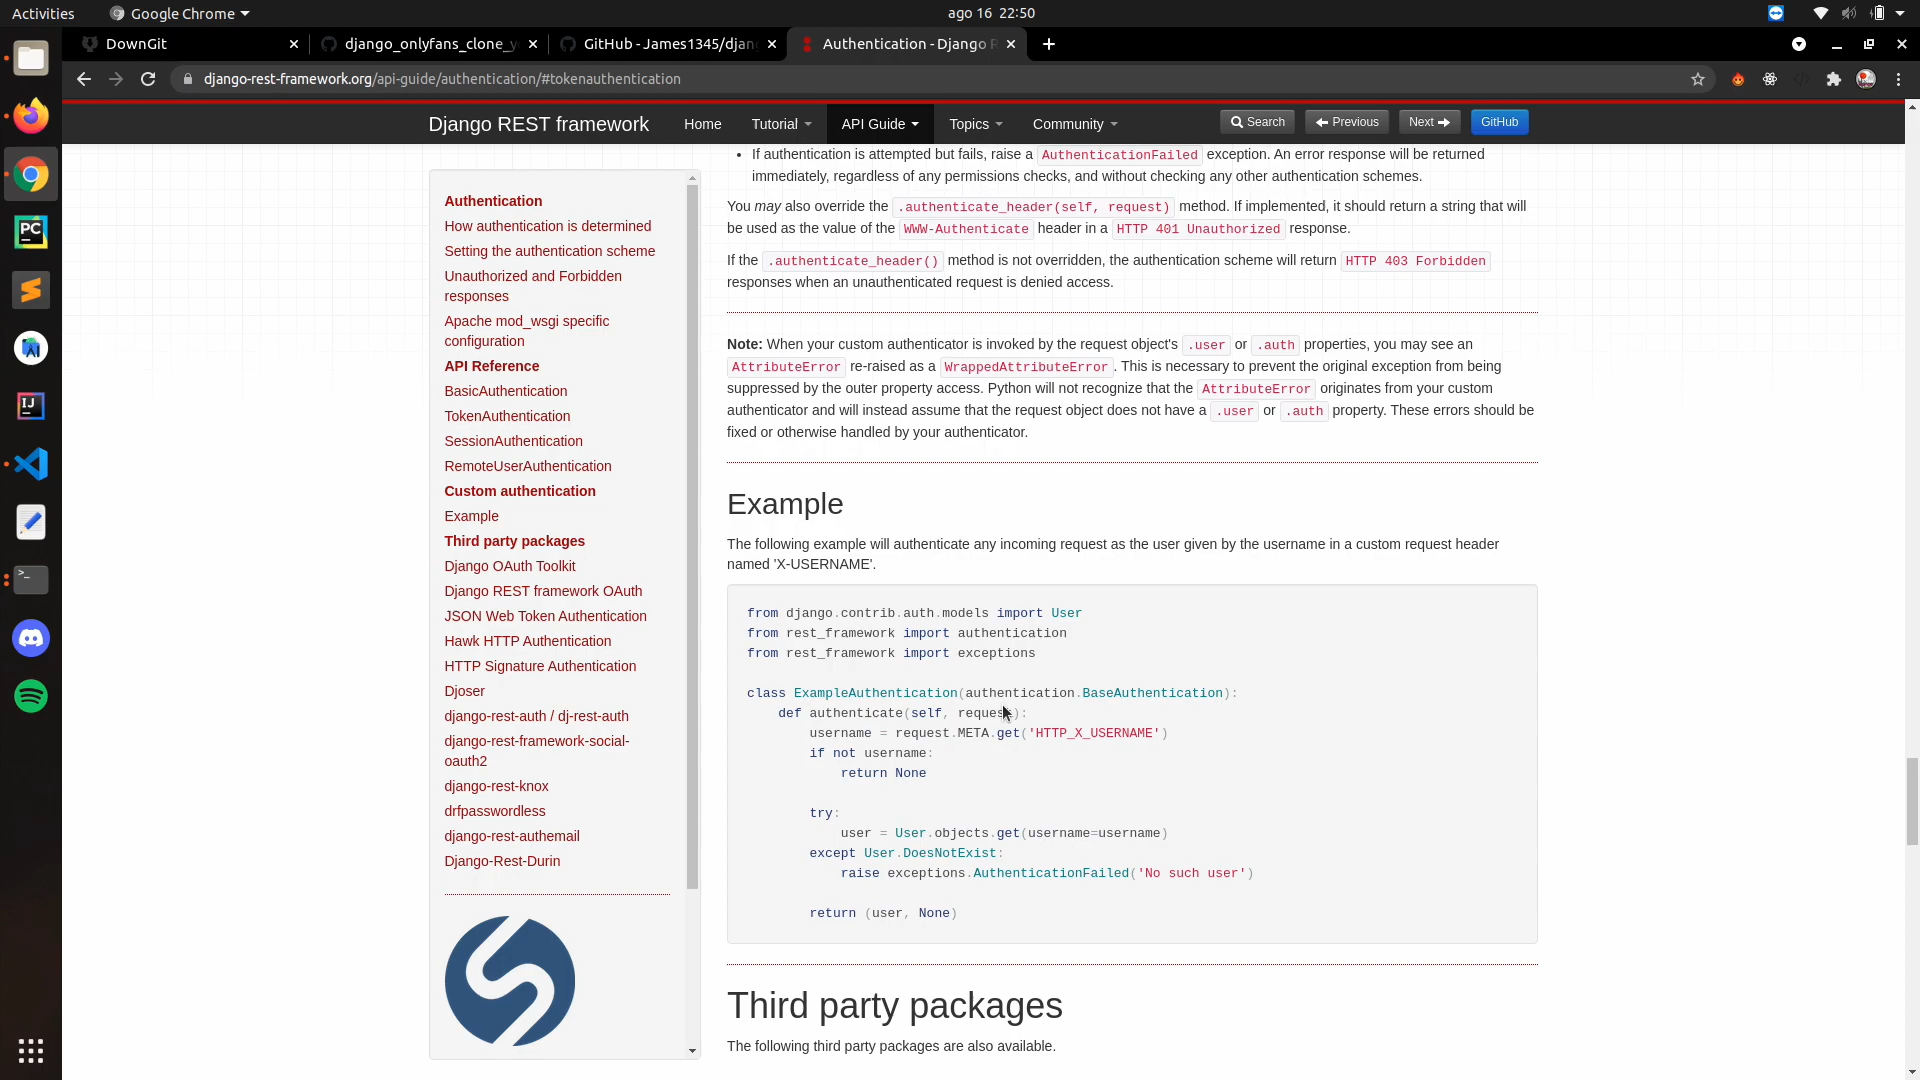 Activities
Google Chrome
ago 16 22:50
DownGit
django_onlyfans_clone_y
GitHub - James1345/djan
Authentication - Django R
django-rest-framework.org/api-guide/authentication/#tokenauthentication
Django REST framework
Home
Tutorial
API Guide
Topics
Community
Search
Previous
Next
GitHub
Authentication
How authentication is determined
Setting the authentication scheme
Unauthorized and Forbidden
responses
Apache mod_wsgi specific
configuration
API Reference
BasicAuthentication
TokenAuthentication
SessionAuthentication
RemoteUserAuthentication
Custom authentication
Example
Third party packages
Django OAuth Toolkit
Django REST framework OAuth
JSON Web Token Authentication
Hawk HTTP Authentication
HTTP Signature Authentication
Djoser
django-rest-auth / dj-rest-auth
django-rest-framework-social-
oauth2
django-rest-knox
drfpasswordless
django-rest-authemail
Django-Rest-Durin
• If authentication is attempted but fails, raise a AuthenticationFailed exception. An error response will be returned
immediately, regardless of any permissions checks, and without checking any other authentication schemes.
You may also override the .authenticate_header(self, request) method. If implemented, it should return a string that will
be used as the value of the WWW-Authenticate header in a HTTP 401 Unauthorized response.
If the .authenticate_header() method is not overridden, the authentication scheme will return HTTP 403 Forbidden
responses when an unauthenticated request is denied access.
Note: When your custom authenticator is invoked by the request object's .user or .auth properties, you may see an
AttributeError re-raised as a WrappedAttributeError. This is necessary to prevent the original exception from being
suppressed by the outer property access. Python will not recognize that the AttributeError originates from your custom
authenticator and will instead assume that the request object does not have a .user or .auth property. These errors should be
fixed or otherwise handled by your authenticator.
Example
The following example will authenticate any incoming request as the user given by the username in a custom request header
named 'X-USERNAME'.
from django.contrib.auth.models import User
from rest_framework import authentication
from rest_framework import exceptions
class ExampleAuthentication(authentication.BaseAuthentication):
def authenticate(self, request):
username = request.META.get('HTTP_X_USERNAME')
if not username:
return None
try:
user = User.objects.get(username=username)
except User.DoesNotExist:
raise exceptions.AuthenticationFailed('No such user')
return (user, None)
Third party packages
The following third party packages are also available.